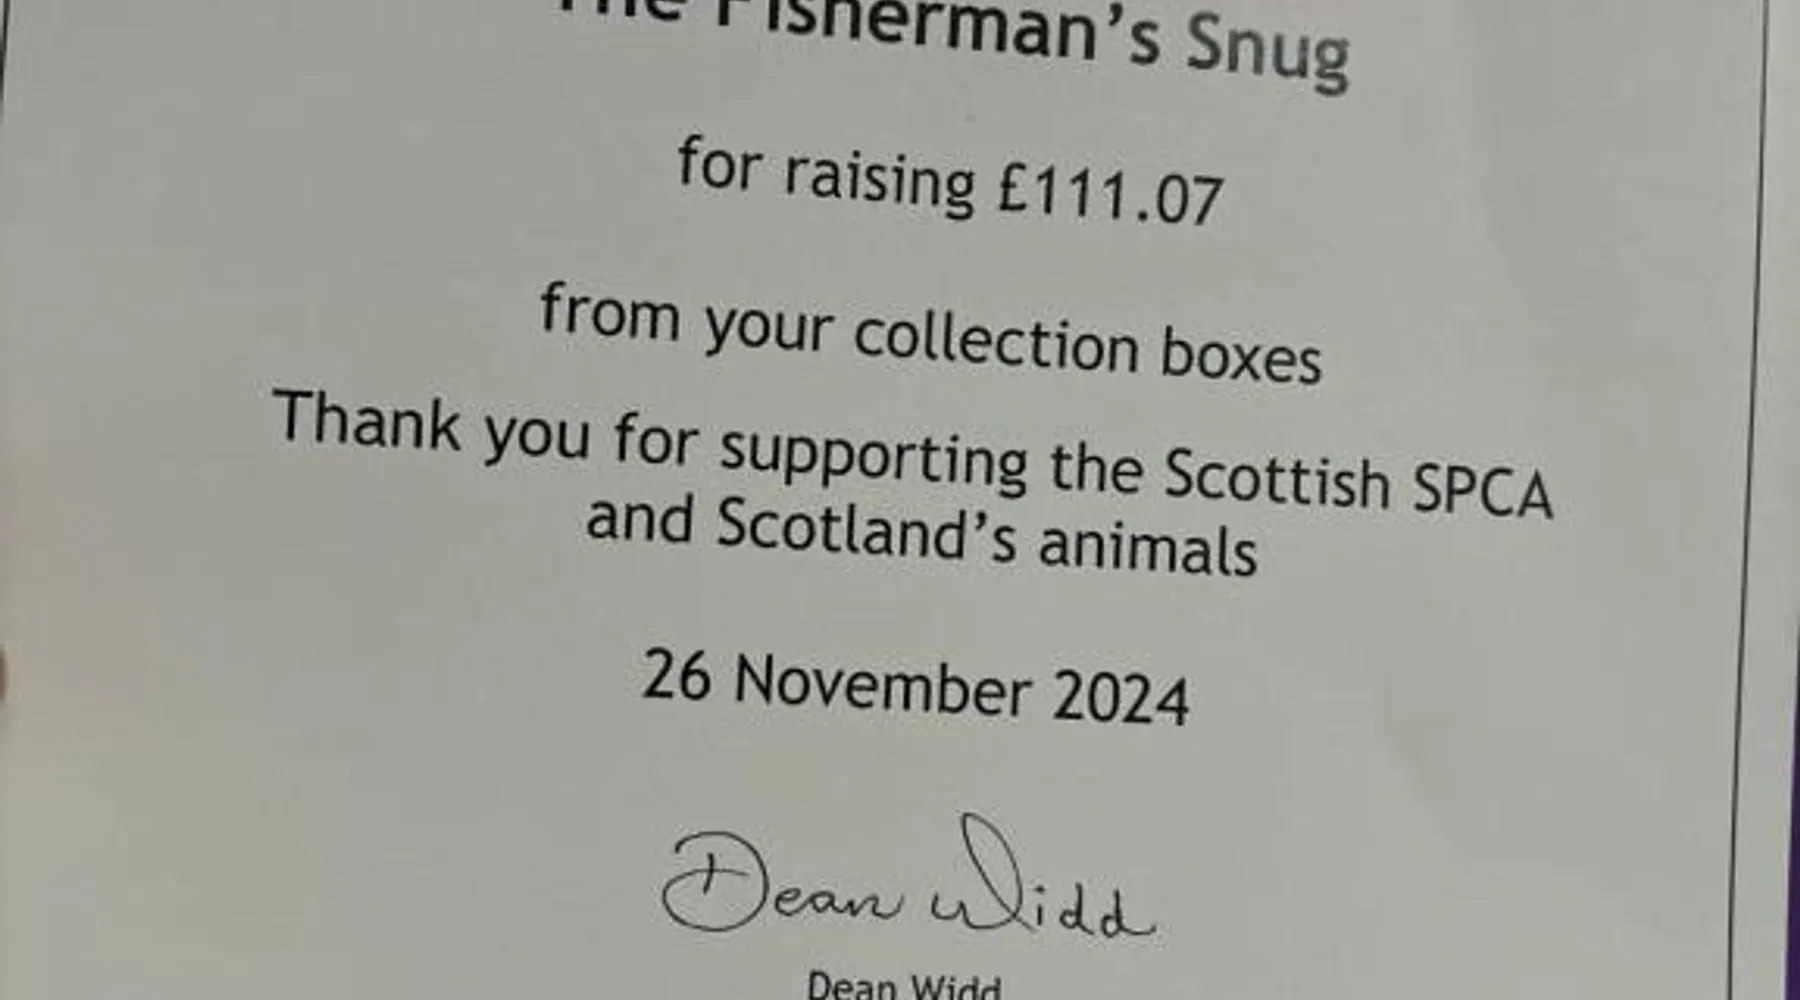 The Fisherman's Snug
for raising £111.07
from your collection boxes
Thank you for supporting the Scottish SPCA
and Scotland's animals
26 November 2024
Dean Widd
Dean Widd